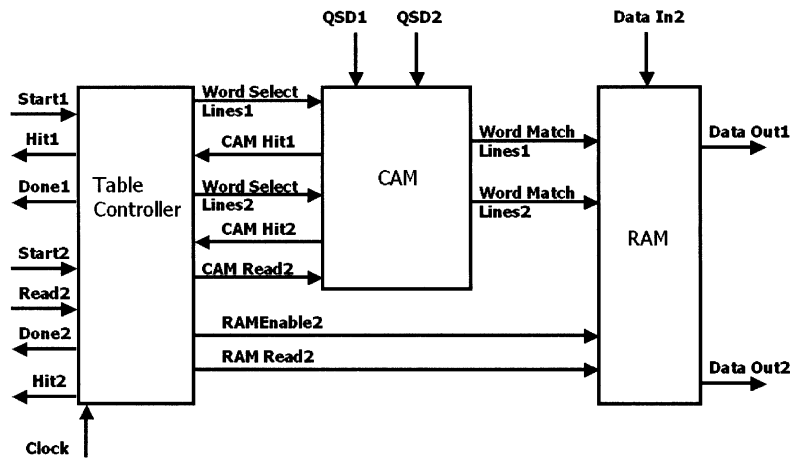 QSD1
QSD2
Data In2
Start1
Hit1
Done1
Start2
Read2
Done2
Hit2
Clock
Table
Controller
Word Select
Lines1
CAM Hit1
Word Select
Lines2
CAM Hit2
CAM Read2
RAMEnable2
RAM Read2
CAM
Word Match
Lines1
Word Match
Lines2
RAM
Data Out1
Data Out2